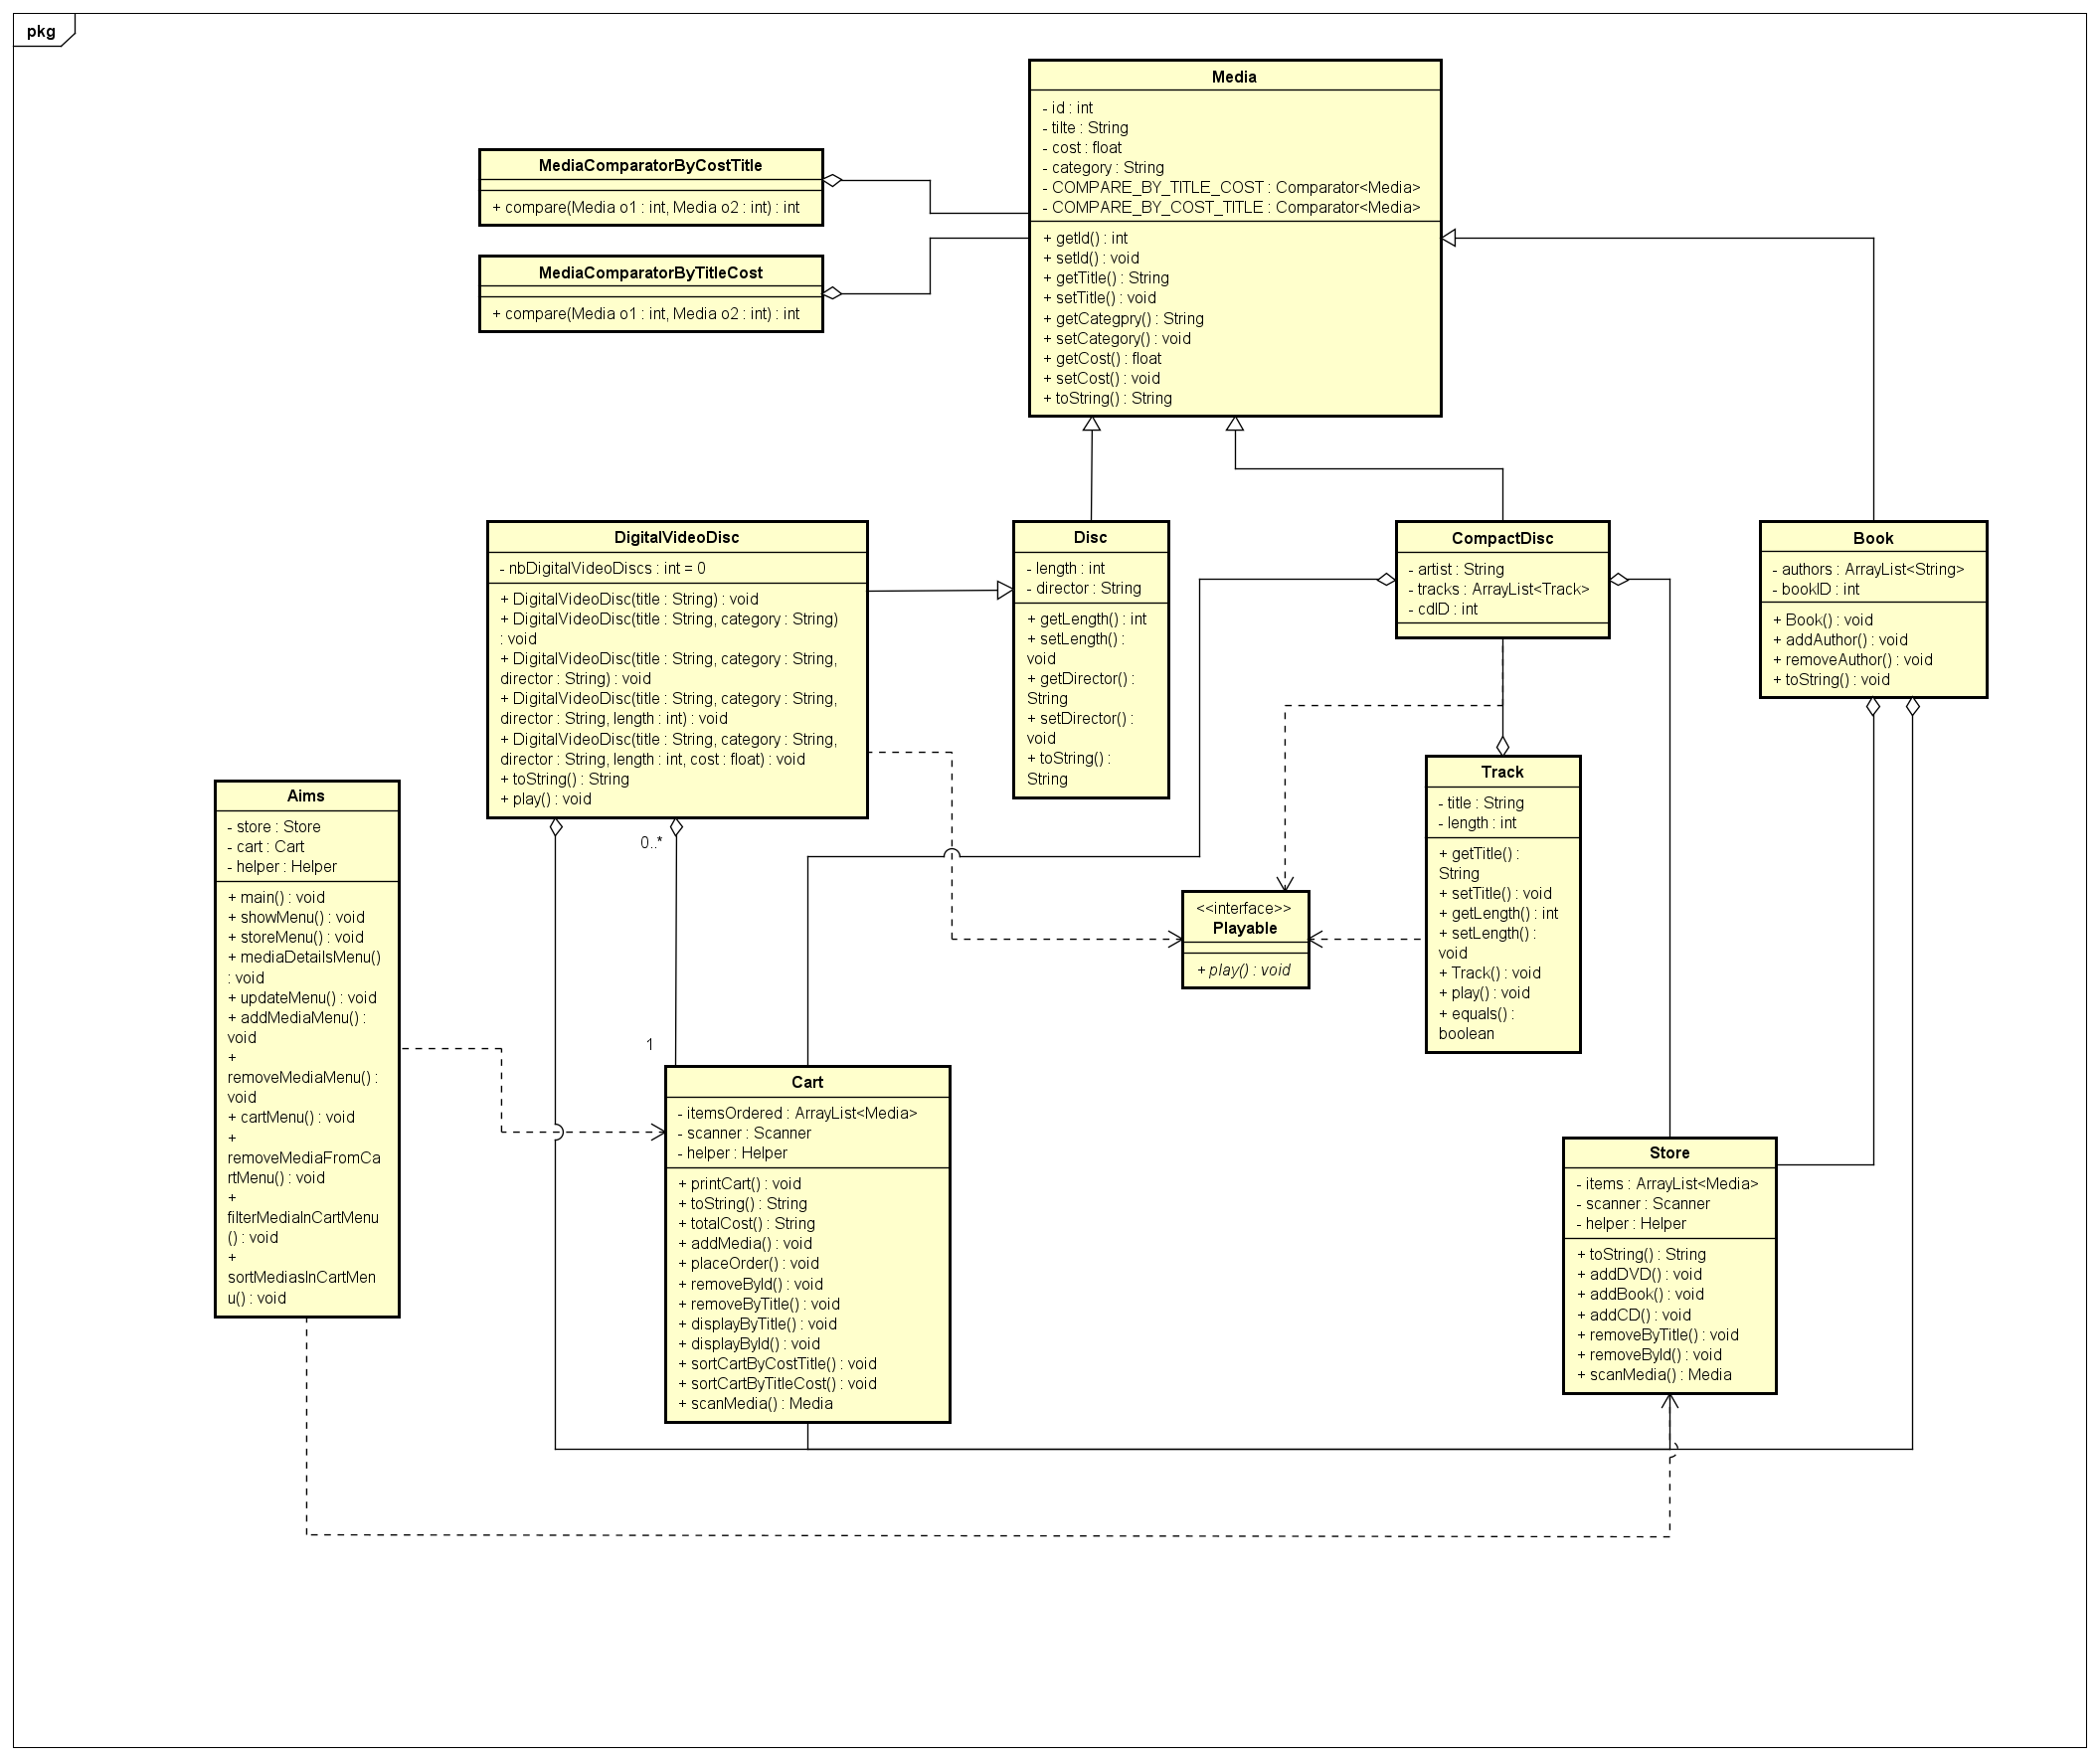 pkg
Media
- id : int
- tilte : String
- cost : float
- category : String
- COMPARE_BY_TITLE_COST : Comparator<Media>
- COMPARE_BY_COST_TITLE : Comparator<Media>
+ getId() : int
+ setId() : void
+ getTitle() : String
+ setTitle() : void
+ getCategpry() : String
+ setCategory() : void
+ getCost() : float
+ setCost() : void
+ toString() : String
MediaComparatorByCostTitle
+ compare(Media o1 : int, Media o2 : int) : int
MediaComparatorByTitleCost
+ compare(Media o1 : int, Media o2 : int) : int
DigitalVideoDisc
- nbDigitalVideoDiscs : int = 0
+ DigitalVideoDisc(title : String) : void
+ DigitalVideoDisc(title : String, category : String)
: void
+ DigitalVideoDisc(title : String, category : String,
director : String) : void
+ DigitalVideoDisc(title : String, category : String,
director : String, length : int) : void
+ DigitalVideoDisc(title : String, category : String,
director : String, length : int, cost : float) : void
+ toString() : String
+ play() : void
Disc
- length : int
- director : String
+ getLength() : int
+ setLength() :
void
+ getDirector() :
String
+ setDirector() :
void
+ toString() :
String
CompactDisc
- artist : String
- tracks : ArrayList<Track>
- cdID : int
Book
- authors : ArrayList<String>
- bookID : int
+ Book() : void
+ addAuthor() : void
+ removeAuthor() : void
+ toString() : void
Track
- title : String
- length : int
+ getTitle() :
String
+ setTitle() : void
+ getLength() : int
+ setLength() :
void
+ Track() : void
+ play() : void
+ equals() :
boolean
<<interface>>
Playable
+ play() : void
Aims
- store : Store
- cart : Cart
- helper : Helper
+ main() : void
+ showMenu() : void
+ storeMenu() : void
+ mediaDetailsMenu()
: void
+ updateMenu() : void
+ addMediaMenu() :
void
+
removeMediaMenu() :
void
+ cartMenu() : void
+
removeMediaFromCa
rtMenu() : void
+
filterMediaInCartMenu
() : void
+
sortMediasInCartMen
u() : void
0..*
1
Cart
- itemsOrdered : ArrayList<Media>
- scanner : Scanner
- helper : Helper
+ printCart() : void
+ toString() : String
+ totalCost() : String
+ addMedia() : void
+ placeOrder() : void
+ removeById() : void
+ removeByTitle() : void
+ displayByTitle() : void
+ displayById() : void
+ sortCartByCostTitle() : void
+ sortCartByTitleCost() : void
+ scanMedia() : Media
Store
- items : ArrayList<Media>
- scanner : Scanner
- helper : Helper
+ toString() : String
+ addDVD() : void
+ addBook() : void
+ addCD() : void
+ removeByTitle() : void
+ removeById() : void
+ scanMedia() : Media